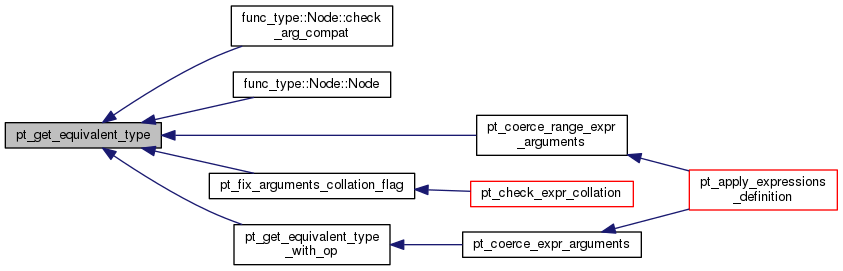 func_type::Node::check
_arg_compat
func_type::Node::Node
pt_get_equivalent_type
pt_coerce_range_expr
_arguments
pt_fix_arguments_collation_flag
pt_check_expr_collation
pt_apply_expressions
_definition
pt_get_equivalent_type
_with_op
pt_coerce_expr_arguments